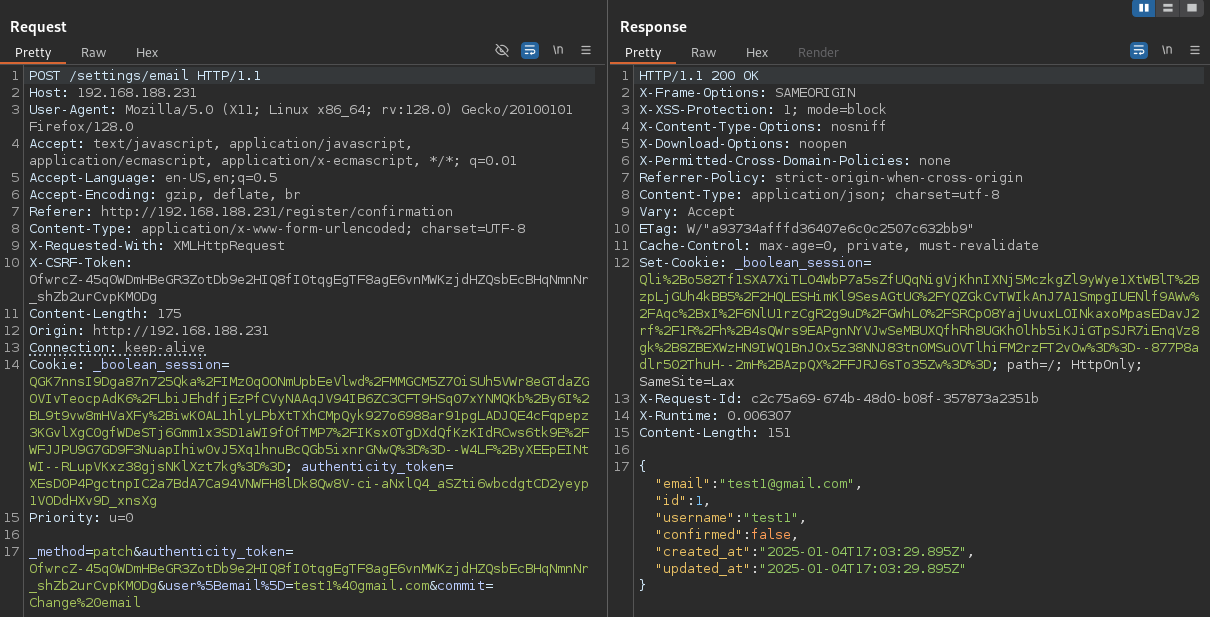 Request
Pretty Raw Hex
\n
1 POST /settings/email HTTP/1.1
2 Host: 192.168.188.231
3 User-Agent: Mozilla/5.0 (X11; Linux x86_64; rv:128.0) Gecko/20100101
Firefox/128.0
4 Accept: text/javascript, application/javascript,
application/ecmascript, application/x-ecmascript, */*; q=0.01
5 Accept-Language: en-US,en;q=0.5
6 Accept-Encoding: gzip, deflate, br
7 Referer: http://192.168.188.231/register/confirmation
8 Content-Type: application/x-www-form-urlencoded; charset=UTF-8
9 X-Requested-With: XMLHttpRequest
10 X-CSRF-Token:
OfwrcZ-45q0WDmHBeGR3ZotDb9e2HIQ8fI0tqgEgTF8agE6vnMWKzjdHZQsbEcBHqNmnNr
_shZb2urCvpKMODg
11 Content-Length: 175
12 Origin: http://192.168.188.231
13 Connection: keep-alive
14 Cookie: _boolean_session=
QGK7nnsI9Dga87n725Qka%2FIMzOqOONmUpbEeVlwd%2FMMGCM5Z70iSUh5VWr8eGTdaZG
OVIvTeocpAdK6%2FLbiJEhdfjEzPfCVyNAAqJV94IB6ZC3CFT9HSq07xYNMQKb%2By6I%2
BL9t9vw8mHVaXFy%2BiwKOAL1hlyLPbXtTXhCMpQyk927o6988ar91pgLADJQE4cFqpepz
3KGvlXgCOgfWDeSTj6Gmm1x3SD1aWI9fOfTMP7%2FIKsx0TgDXdQfKzKIdRCws6tk9E%2F
WFJJPU9G7GD9F3NuapIhiwOvJ5Xq1hnuBcQGb5ixnrGNwQ%3D%3D--W4LF%2ByXEEpEINt
WI--RLupVKxz38gjsNKlXzt7kg%3D%3D; authenticity_token=
XEsDOP4PgctnpIC2a7BdA7Ca94VNWFH8lDk8Qw8V-ci-aNxlQ4_aSZti6wbcdgtCD2yeyp
1VODdHXv9D_xnsXg
15 Priority: u=0
16
17 _method=patch&authenticity_token=
OfwrcZ-45q0WDmHBeGR3ZotDb9e2HIQ8fI0tqgEgTF8agE6vnMWKzjdHZQsbEcBHqNmnNr
_shZb2urCvpKMODg&user%5Bemail%5D=test1%40gmail.com&commit=
Change%20email
Response
Pretty Raw Hex Render
\n
1 HTTP/1.1 200 OK
2 X-Frame-Options: SAMEORIGIN
3 X-XSS-Protection: 1; mode=block
4 X-Content-Type-Options: nosniff
5 X-Download-Options: noopen
6 X-Permitted-Cross-Domain-Policies: none
7 Referrer-Policy: strict-origin-when-cross-origin
8 Content-Type: application/json; charset=utf-8
9 Vary: Accept
10 ETag: W/"a93734afffd36407e6c0c2507c632bb9"
11 Cache-Control: max-age=0, private, must-revalidate
12 Set-Cookie: _boolean_session=
Qli%2Bo582Tf1SXA7XiTLO4WbP7a5sZfUQqNigVjKhnIXNj5MczkgZl9yWye1XtWBlT%2B
zpLjGUh4kBB5%2F2HQLESHimKl9SesAGtUG%2FYQZGkCvTWIkAnJ7A1SmpgIUENlf9AWw%
2FAqc%2BxI%2F6NlU1rzCgR2g9uD%2FGWhLO%2FSRCpO8YajUvuxLOINkaxoMpasEDavJ2
rf%2F1R%2Fh%2B4sQWrs9EAPgnNYVJwSeMBUXQfhRh8UGKhOlhb5iKJiGTpSJR7iEnqVz8
gk%2B8ZBEXWzHN9IWQ1BnJOx5z38NNJ83tnOMSuOVTlhiFM2rzFT2vOw%3D%3D--877P8a
dlr502ThuH--2mH%2BAzpQX%2FFJRJ6sTo35Zw%3D%3D; path=/; HttpOnly;
SameSite=Lax
13 X-Request-Id: c2c75a69-674b-48d0-b08f-357873a2351b
14 X-Runtime: 0.006307
15 Content-Length: 151
16
17 {
"email":"test1@gmail.com",
"id":1,
"username":"test1",
"confirmed":false,
"created_at":"2025-01-04T17:03:29.895Z",
"updated_at":"2025-01-04T17:03:29.895Z"
}